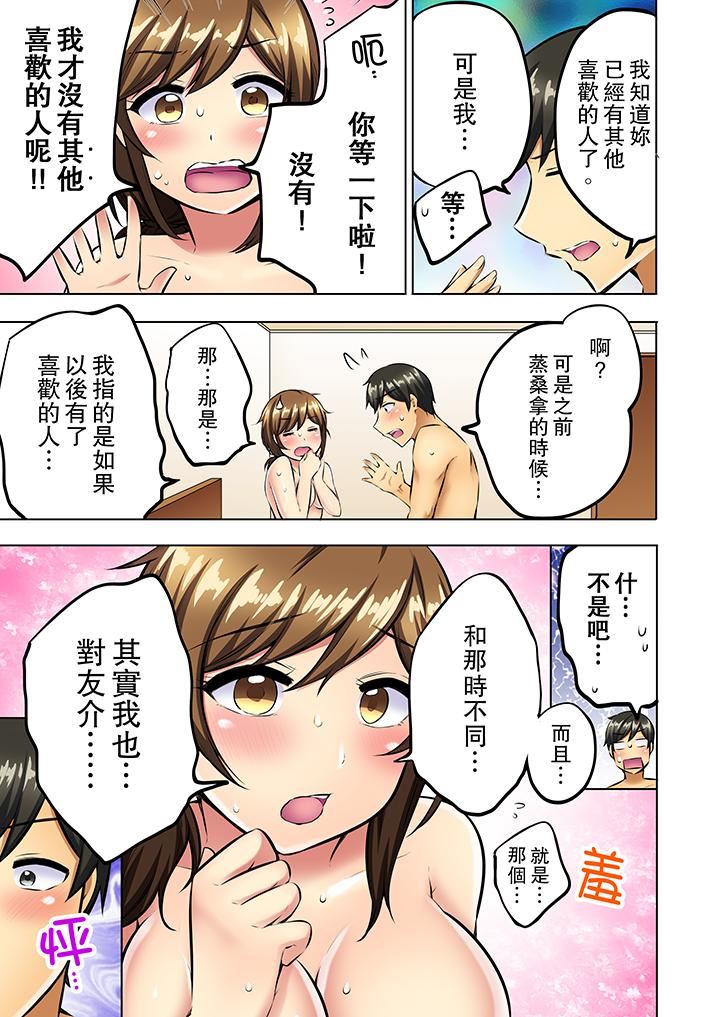 我知道妳
已經有其他
喜歡的人了。
可是我…
等…
呃…
你等一下啦！
沒有！
我才沒有其他
喜歡的人呢!!
啊？
可是之前
蒸桑拿的時候…
那…那是…
我指的是如果
以後有了
喜歡的人…
什…
不是吧…
而且…
和那時不同…
就是…
那個…
羞
其實我也…
對友介……
怦…